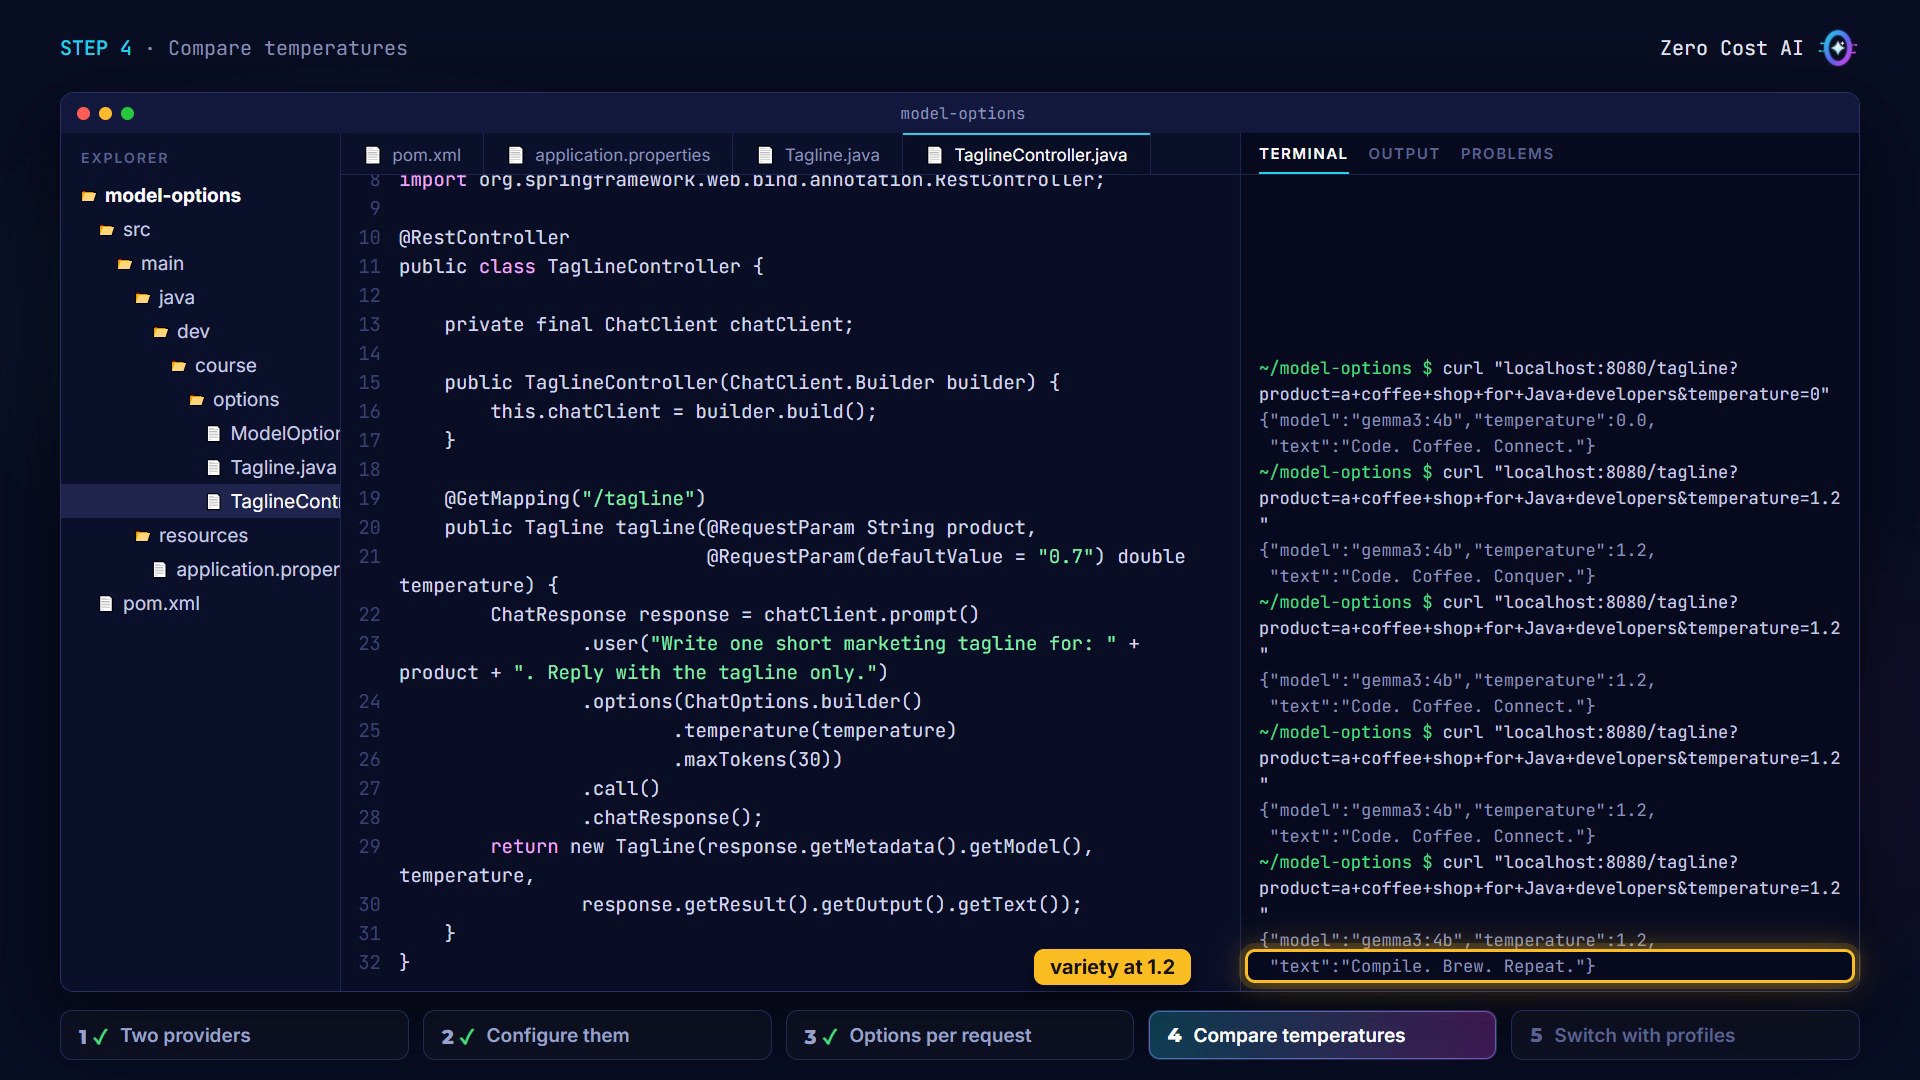 STEP 4 · Compare temperatures
Zero Cost AI
model-options
EXPLORER
model-options
src
main
java
dev
course
options
ModelOption
Tagline.java
TaglineContr
resources
application.proper
pom.xml
pom.xml
application.properties
Tagline.java
TaglineController.java
8 import org.springframework.web.bind.annotation.RestController;
9
10 @RestController
11 public class TaglineController {
12
13     private final ChatClient chatClient;
14
15     public TaglineController(ChatClient.Builder builder) {
16         this.chatClient = builder.build();
17     }
18
19     @GetMapping("/tagline")
20     public Tagline tagline(@RequestParam String product,
21                            @RequestParam(defaultValue = "0.7") double
temperature) {
22         ChatResponse response = chatClient.prompt()
23                 .user("Write one short marketing tagline for: " +
product + ". Reply with the tagline only.")
24                 .options(ChatOptions.builder()
25                         .temperature(temperature)
26                         .maxTokens(30))
27                 .call()
28                 .chatResponse();
29         return new Tagline(response.getMetadata().getModel(),
temperature,
30                 response.getResult().getOutput().getText());
31     }
32 }
variety at 1.2
TERMINAL OUTPUT PROBLEMS
~/model-options $ curl "localhost:8080/tagline?
product=a+coffee+shop+for+Java+developers&temperature=0"
{"model":"gemma3:4b","temperature":0.0,
"text":"Code. Coffee. Connect."}
~/model-options $ curl "localhost:8080/tagline?
product=a+coffee+shop+for+Java+developers&temperature=1.2
"
{"model":"gemma3:4b","temperature":1.2,
"text":"Code. Coffee. Conquer."}
~/model-options $ curl "localhost:8080/tagline?
product=a+coffee+shop+for+Java+developers&temperature=1.2
"
{"model":"gemma3:4b","temperature":1.2,
"text":"Code. Coffee. Connect."}
~/model-options $ curl "localhost:8080/tagline?
product=a+coffee+shop+for+Java+developers&temperature=1.2
"
{"model":"gemma3:4b","temperature":1.2,
"text":"Code. Coffee. Connect."}
~/model-options $ curl "localhost:8080/tagline?
product=a+coffee+shop+for+Java+developers&temperature=1.2
"
{"model":"gemma3:4b","temperature":1.2,
"text":"Compile. Brew. Repeat."}
1 ✓ Two providers
2 ✓ Configure them
3 ✓ Options per request
4 Compare temperatures
5 Switch with profiles